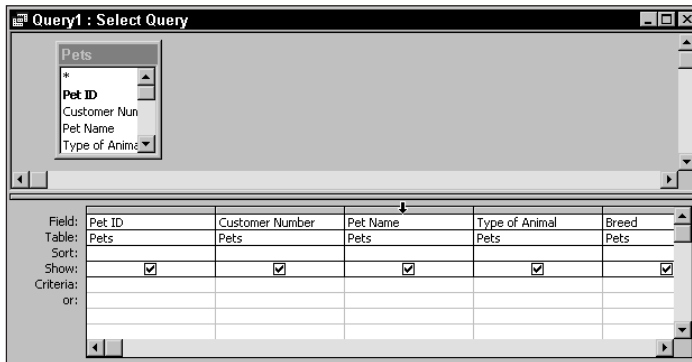 Query1 : Select Query
Pets
*
Pet ID
Customer Num
Pet Name
Type of Anima
Field: Pet ID Customer Number Pet Name Type of Animal Breed
Table: Pets Pets Pets Pets Pets
Sort:
Show:
Criteria:
or: